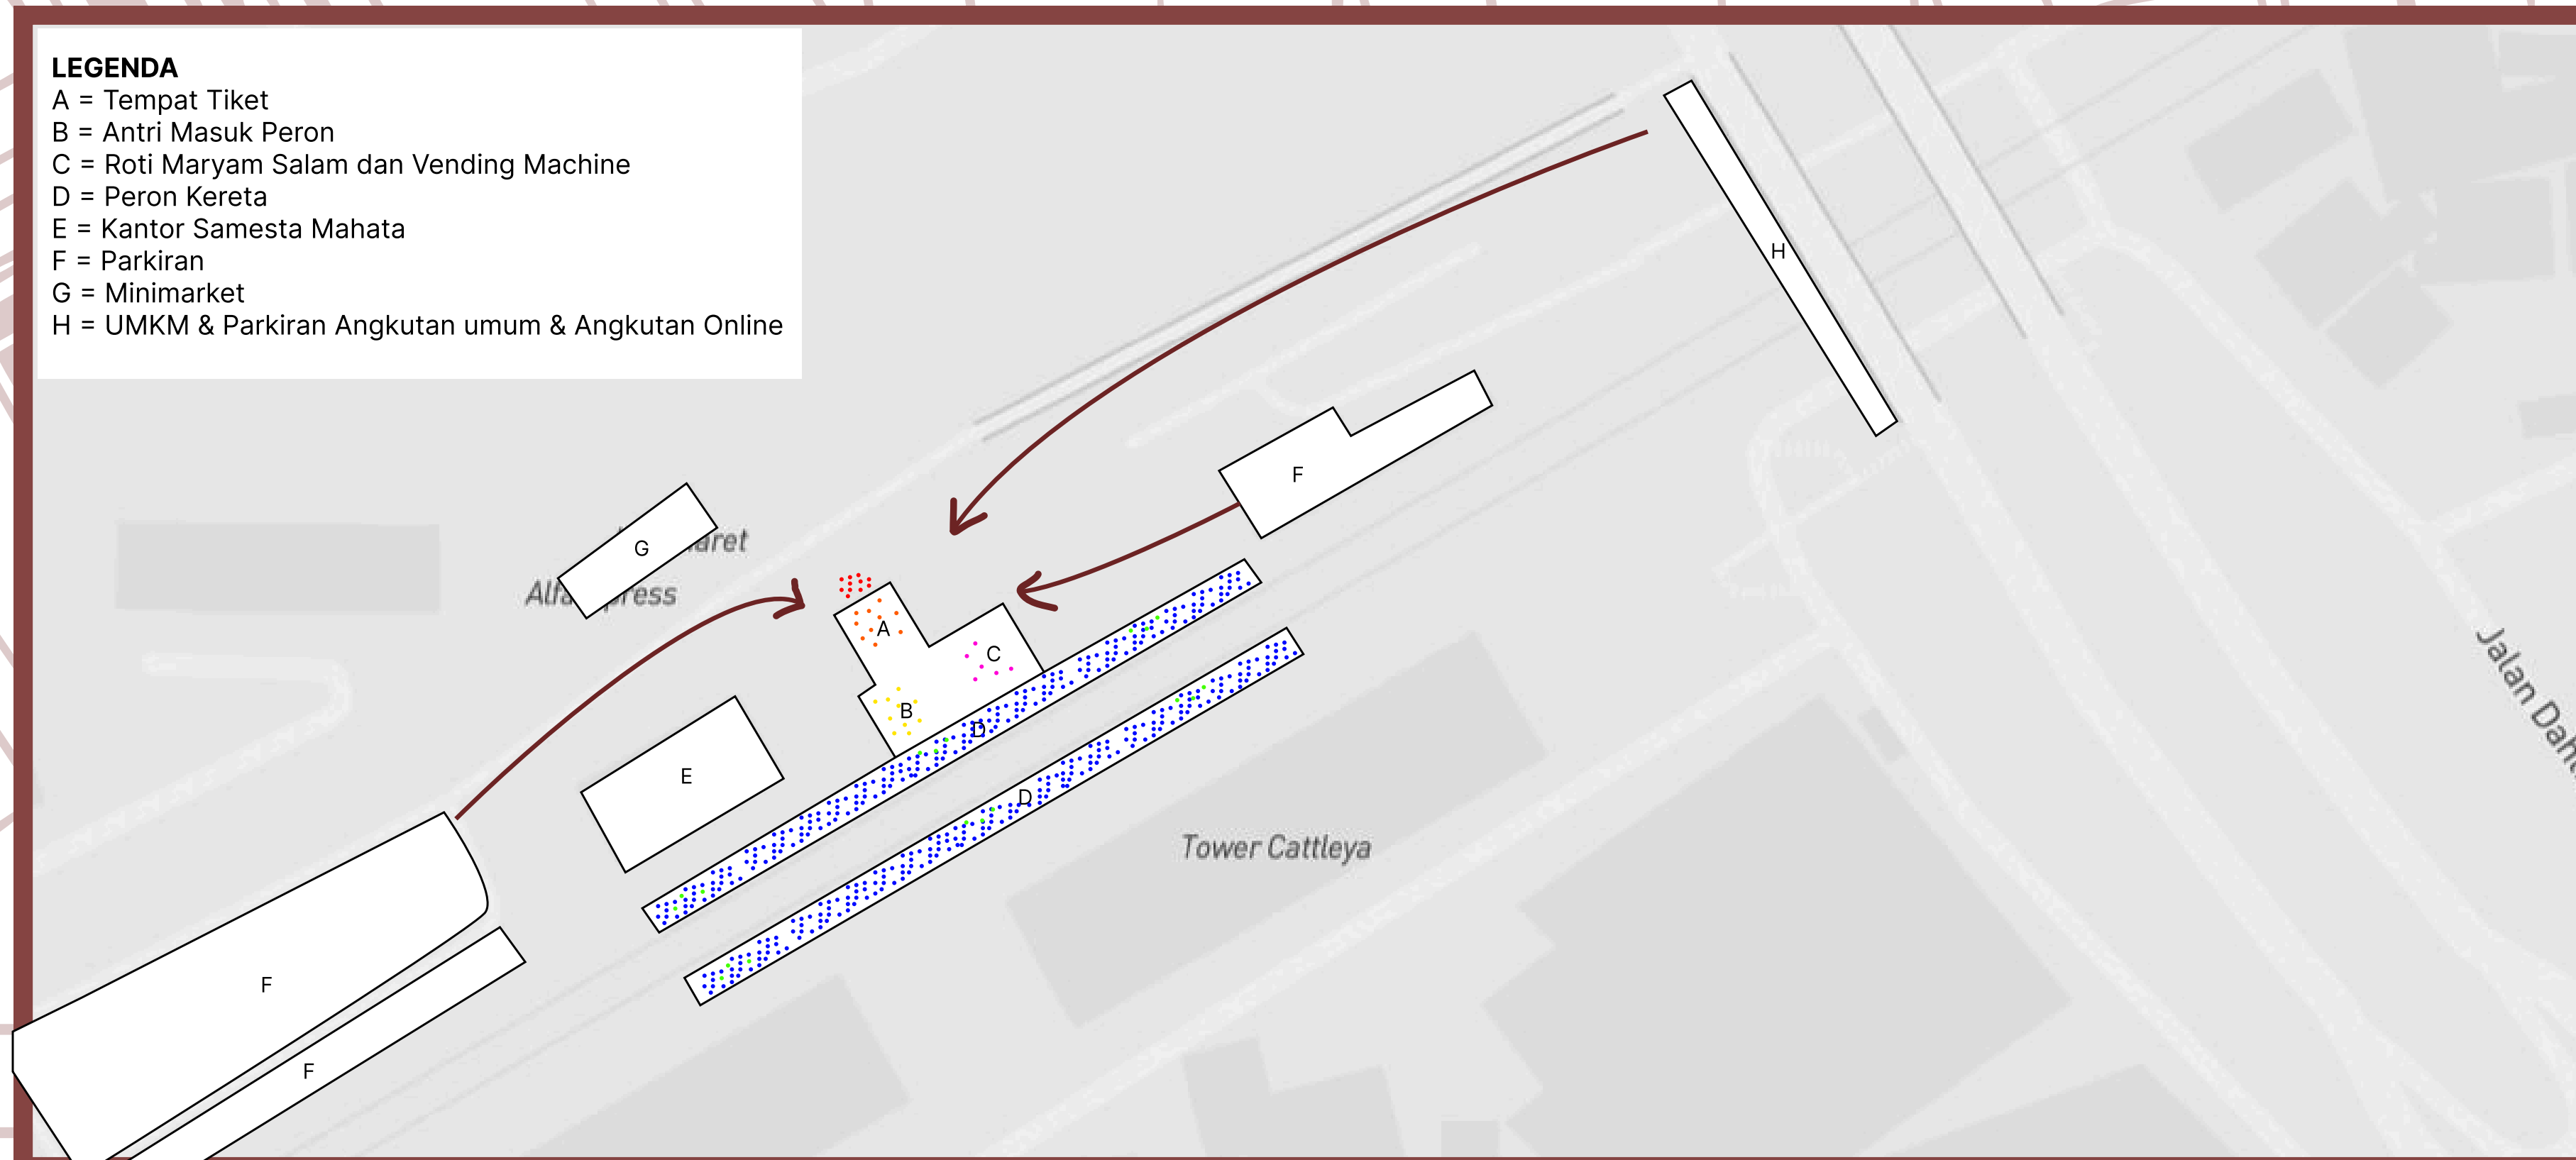 LEGENDA
A = Tempat Tiket
B = Antri Masuk Peron
C = Roti Maryam Salam dan Vending Machine
D = Peron Kereta
E = Kantor Samesta Mahata
F = Parkiran
G = Minimarket
H = UMKM & Parkiran Angkutan umum & Angkutan Online
H
F
G
A
C
B
D
E
D
Tower Cattleya
F
F
Jalan